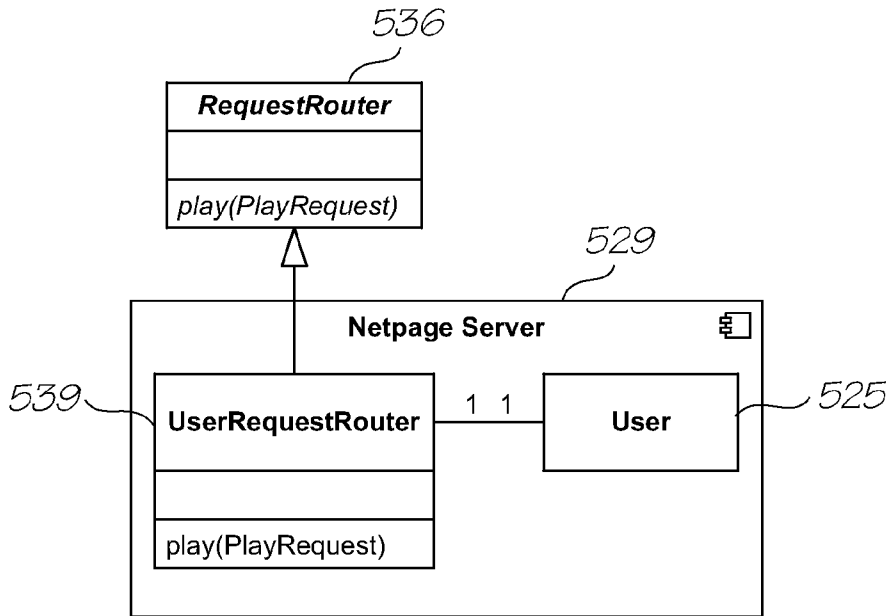 536
RequestRouter
play(PlayRequest)
529
Netpage Server
539
UserRequestRouter
1 1
User
525
play(PlayRequest)